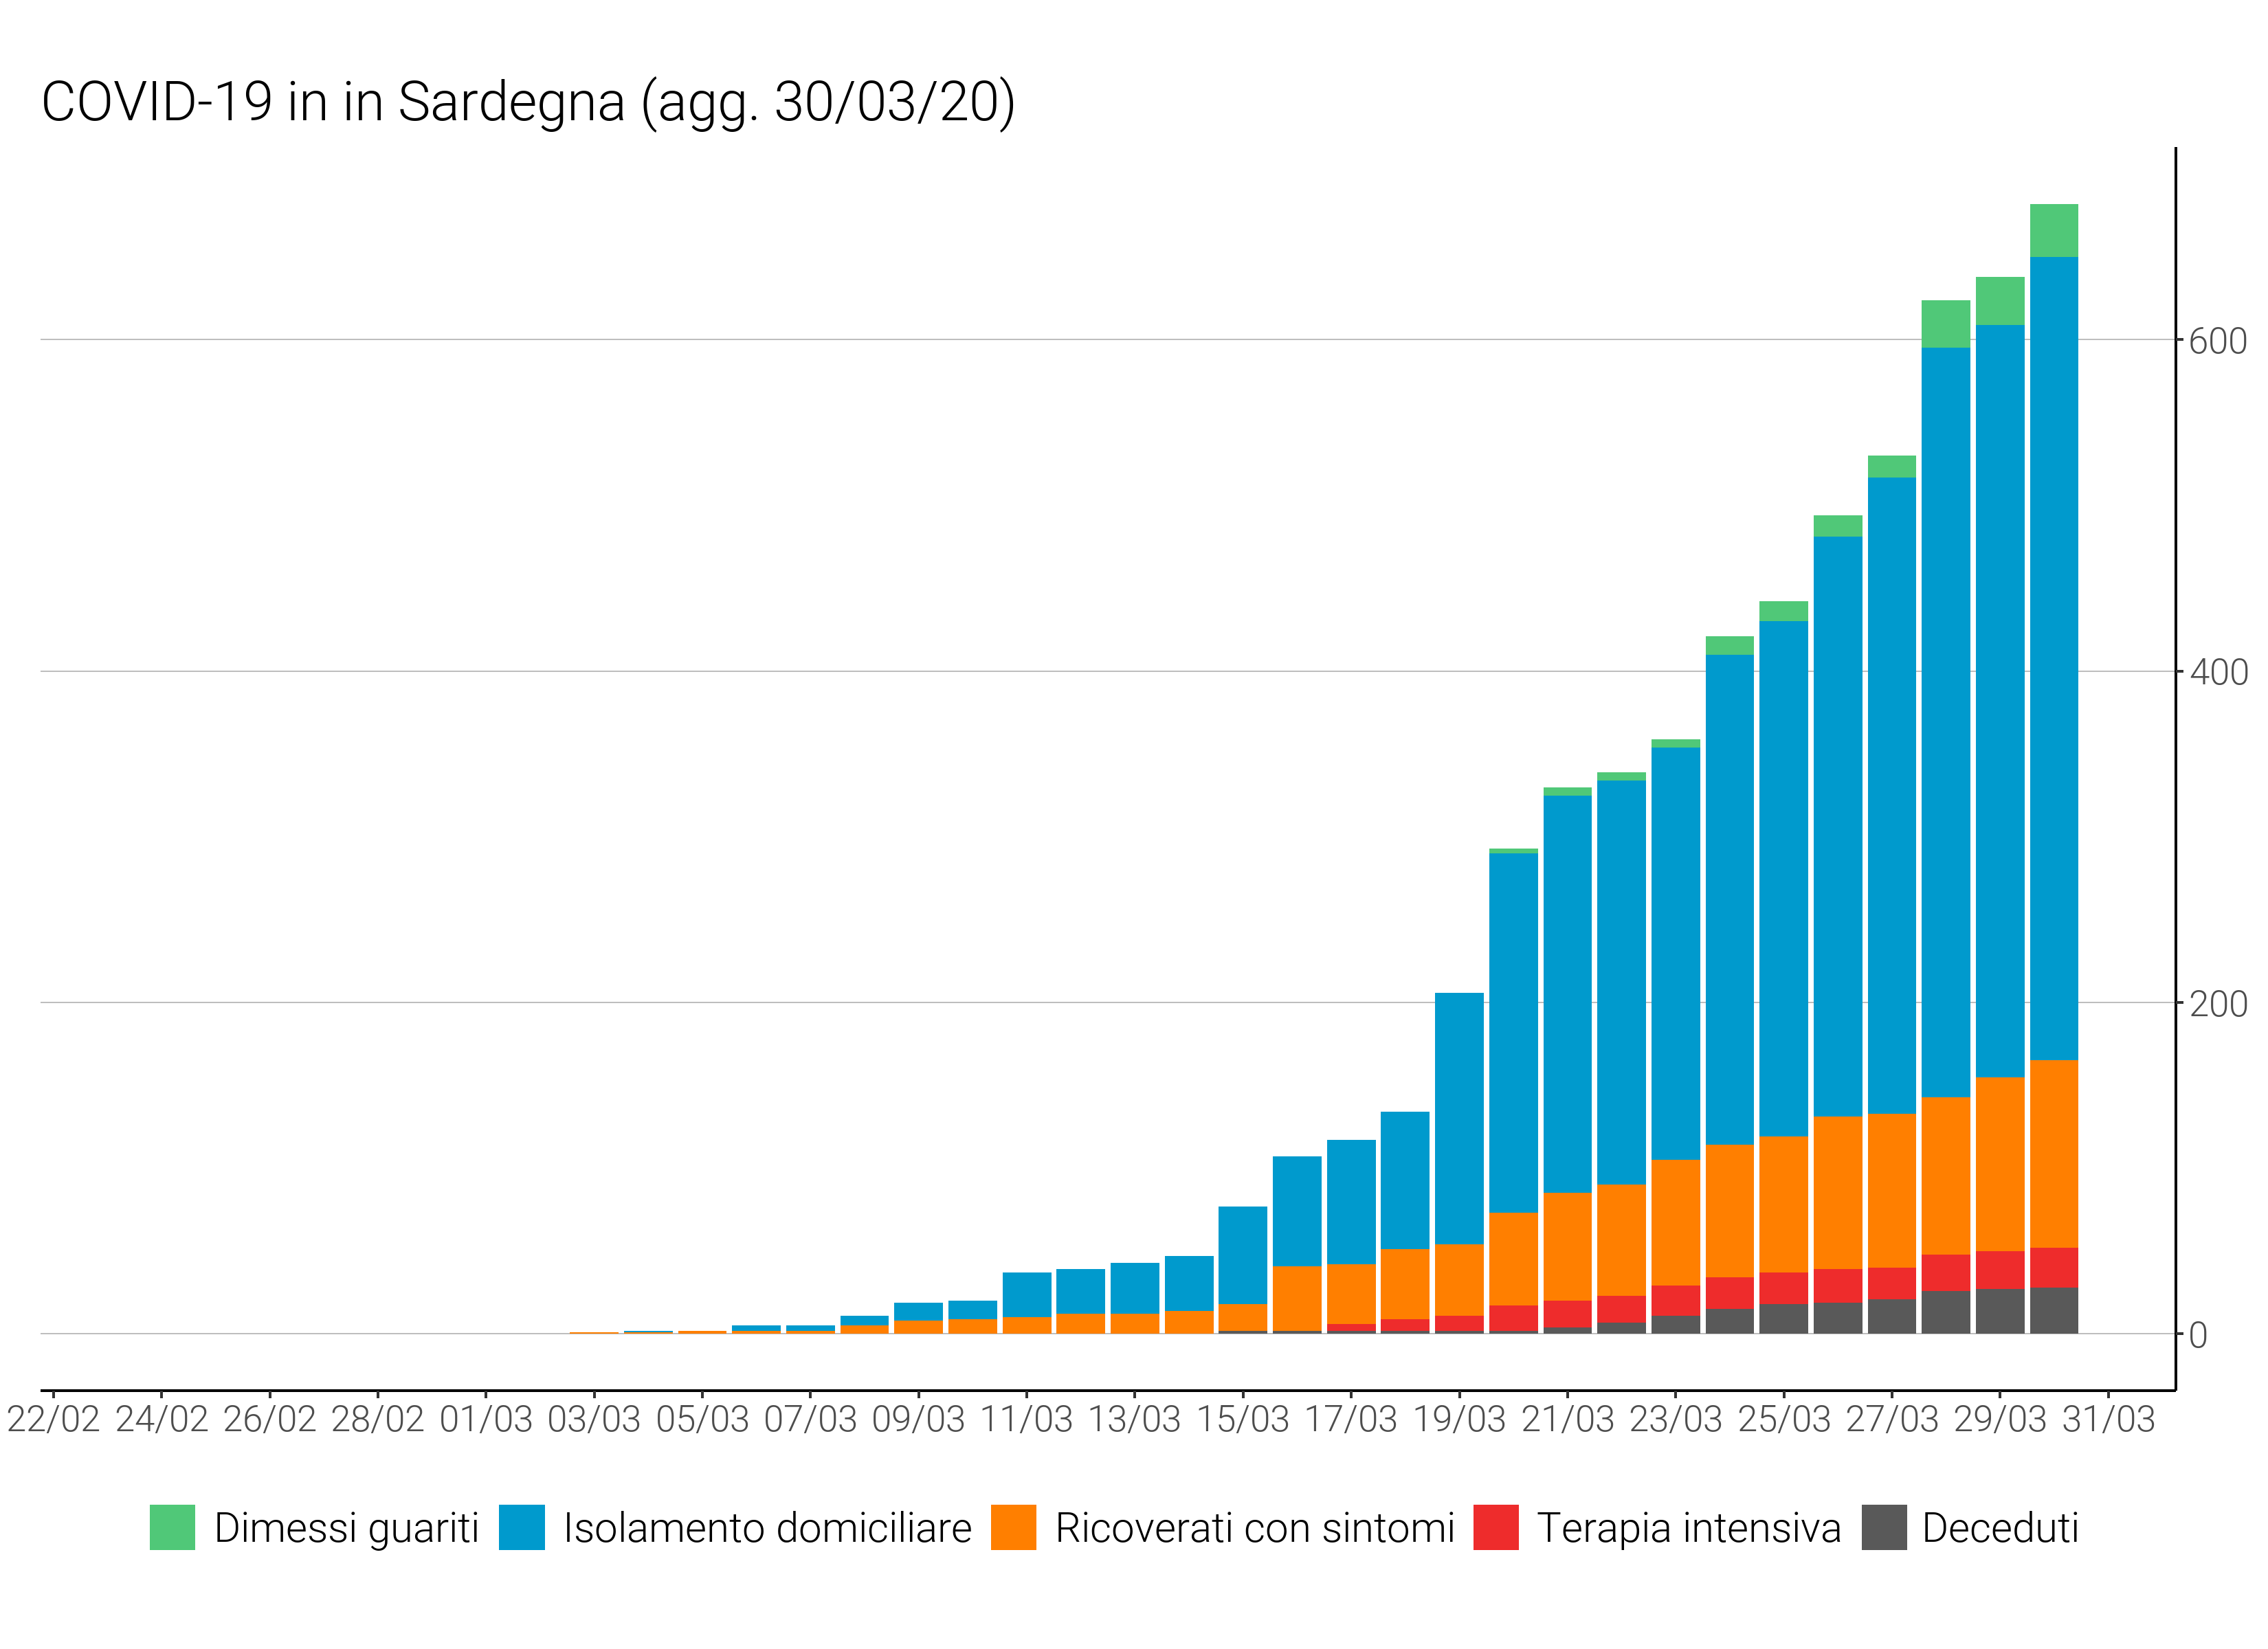 COVID-19 in in Sardegna (agg. 30/03/20)
600
400
200
0
22/02 24/02 26/02 28/02 01/03 03/03 05/03 07/03 09/03 11/03 13/03 15/03 17/03 19/03 21/03 23/03 25/03 27/03 29/03 31/03
Dimessi guariti Isolamento domiciliare Ricoverati con sintomi Terapia intensiva Deceduti